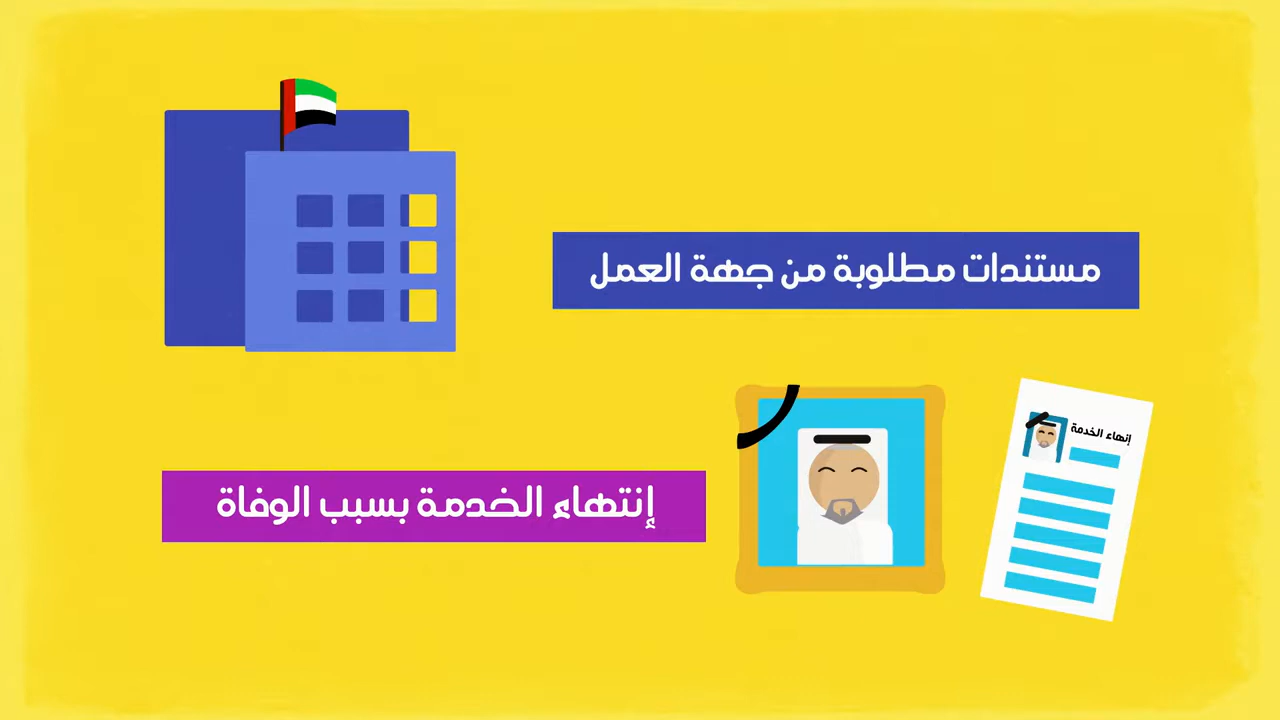 مستندات مطلوبة من جهة العمل
إنهاء الخدمة
إنتهاء الخدمة بسبب الوفاة